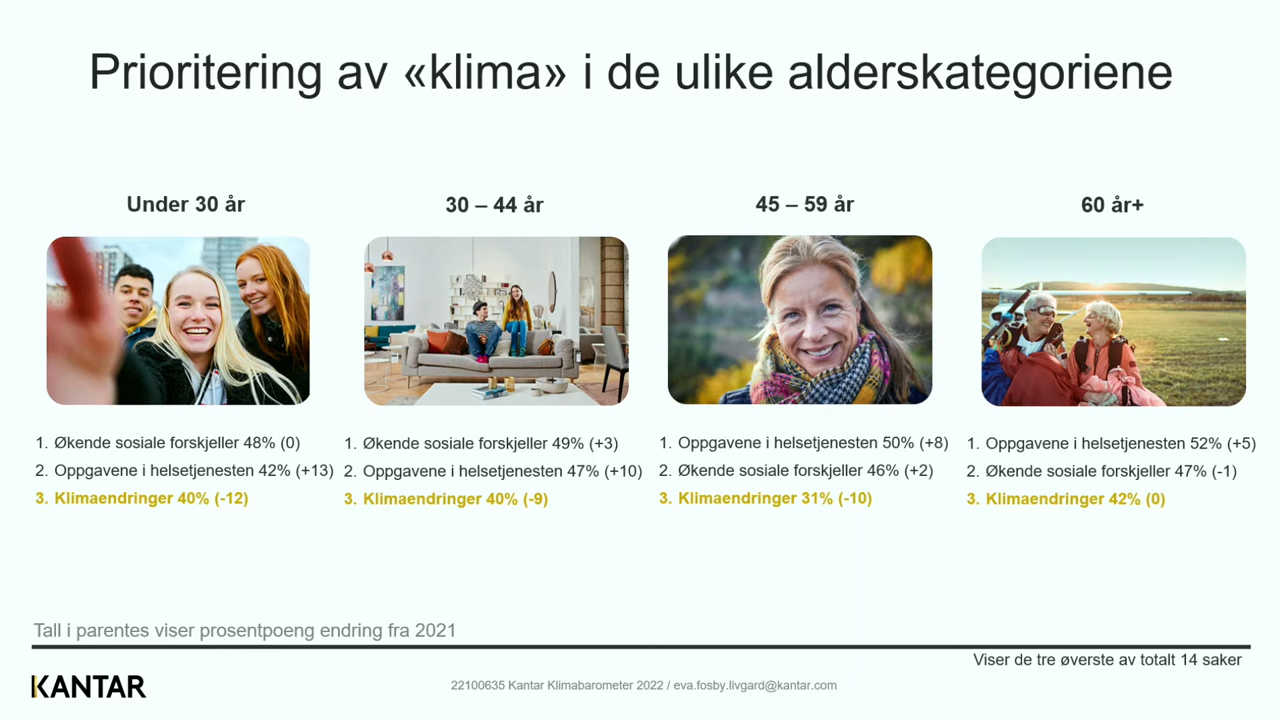 Prioritering av «klima» i de ulike alderskategoriene
Under 30 år
1. Økende sosiale forskjeller 48% (0)
2. Oppgavene i helsetjenesten 42% (+13)
3. Klimaendringer 40% (-12)
30 – 44 år
1. Økende sosiale forskjeller 49% (+3)
2. Oppgavene i helsetjenesten 47% (+10)
3. Klimaendringer 40% (-9)
45 – 59 år
1. Oppgavene i helsetjenesten 50% (+8)
2. Økende sosiale forskjeller 46% (+2)
3. Klimaendringer 31% (-10)
60 år+
1. Oppgavene i helsetjenesten 52% (+5)
2. Økende sosiale forskjeller 47% (-1)
3. Klimaendringer 42% (0)
Tall i parentes viser prosentpoeng endring fra 2021
Viser de tre øverste av totalt 14 saker
KANTAR
22100635 Kantar Klimabarometer 2022 / eva.fosby.livgard@kantar.com